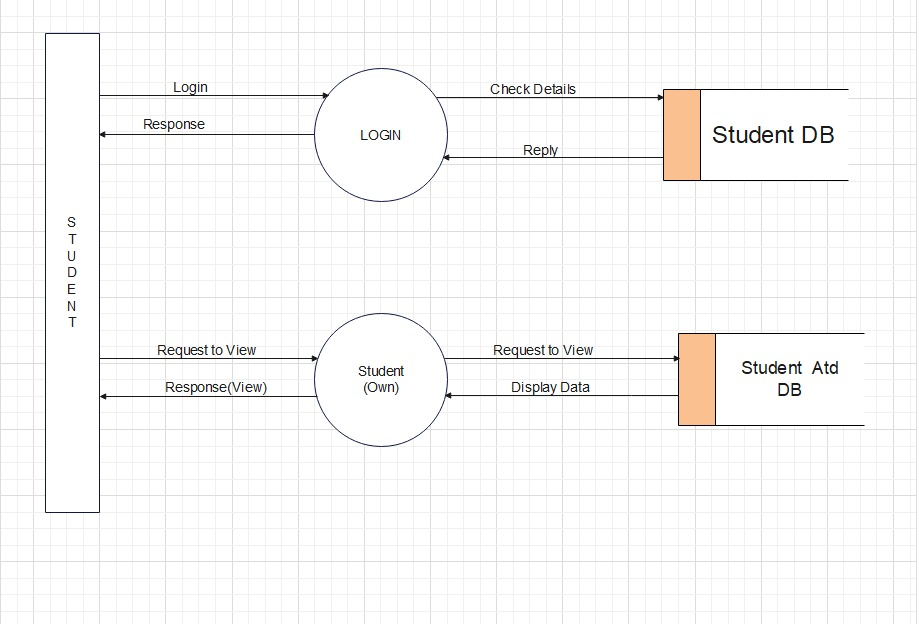 Login
Check Details
Response
LOGIN
Student DB
Reply
S
T
U
D
E
N
T
Request to View
Request to View
Student
(Own)
Student Atd
DB
Response(View)
Display Data